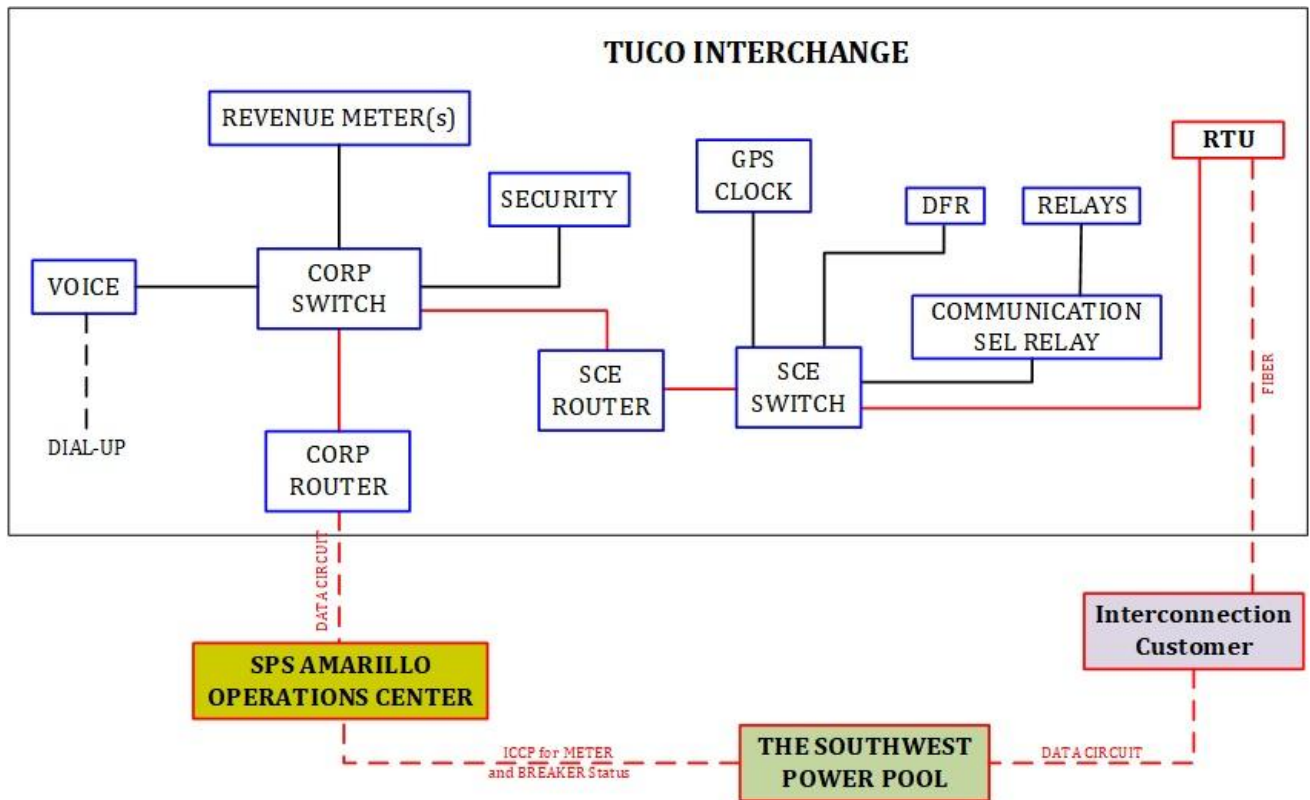 TUCO INTERCHANGE
REVENUE METER(s)
SECURITY
GPS
CLOCK
RTU
DFR
RELAYS
VOICE
CORP
SWITCH
COMMUNICATION
SEL RELAY
SCE
ROUTER
SCE
SWITCH
FIBER
DIAL-UP
CORP
ROUTER
DATA CIRCUIT
Interconnection
Customer
SPS AMARILLO
OPERATIONS CENTER
ICCP for METER
and BREAKER Status
THE SOUTHWEST
POWER POOL
DATA CIRCUIT